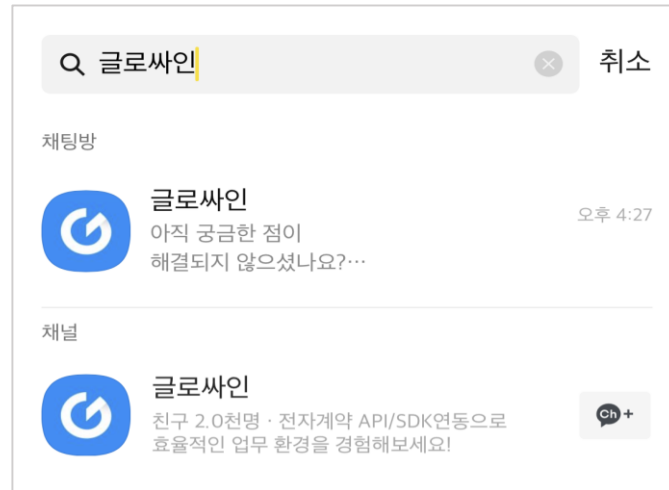 글로싸인
취소
채팅방
글로싸인
오후 4:27
아직 궁금한 점이
해결되지 않으셨나요?…
채널
글로싸인
친구 2.0천명 · 전자계약 API/SDK연동으로
효율적인 업무 환경을 경험해보세요!
Ch+